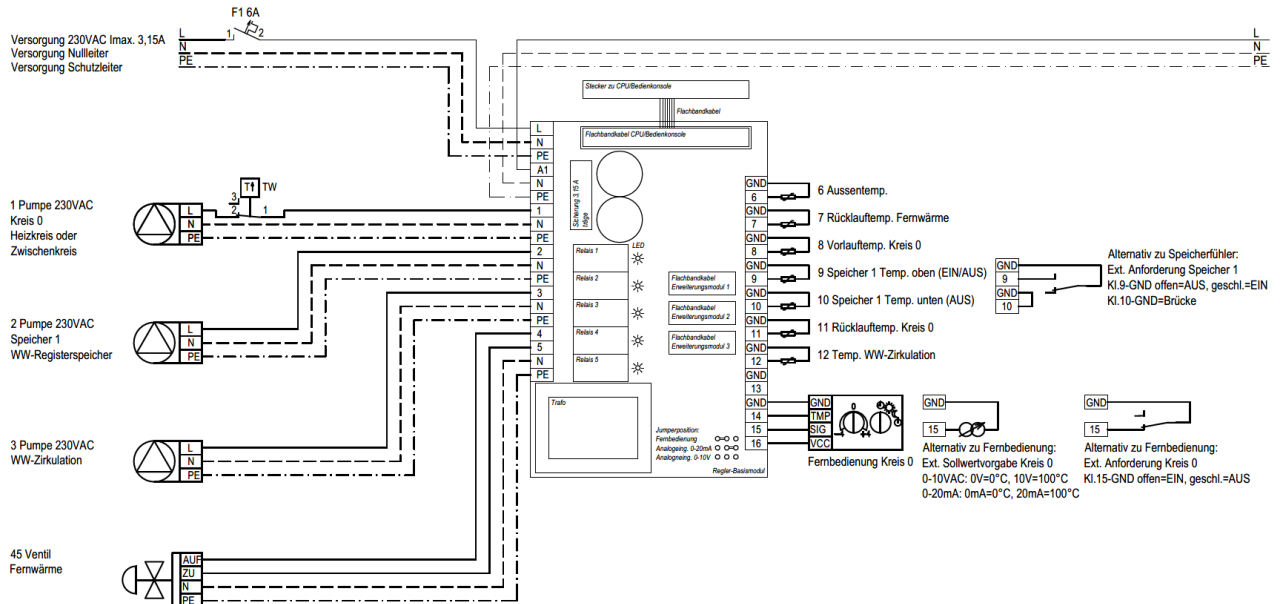 F1 6A
Versorgung 230VAC Imax. 3,15A
Versorgung Nullleiter
Versorgung Schutzleiter
L
N
PE
1
2
L
N
PE
Stecker zu CPU/Bedienkonsole
Flachbandkabel
Flachbandkabel CPU/Bedienkonsole
L
N
PE
A1
N
PE
1
N
PE
2
N
PE
3
N
PE
4
5
N
PE
Sicherung 3,15 A
träge
LED
Relais 1
Relais 2
Relais 3
Relais 4
Relais 5
Flachbandkabel
Erweiterungsmodul 1
Flachbandkabel
Erweiterungsmodul 2
Flachbandkabel
Erweiterungsmodul 3
Trafo
Jumperposition:
Fernbedienung
Analogeing. 0-20mA
Analogneing. 0-10V
Regler-Basismodul
1 Pumpe 230VAC
Kreis 0
Heizkreis oder
Zwischenkreis
L
N
PE
T
TW
3
2
1
2 Pumpe 230VAC
Speicher 1
WW-Registerspeicher
L
N
PE
3 Pumpe 230VAC
WW-Zirkulation
L
N
PE
45 Ventil
Fernwärme
AUF
ZU
N
PE
GND
6
GND
7
GND
8
GND
9
GND
10
GND
11
GND
12
GND
13
GND
14
15
16
6 Aussentemp.
7 Rücklauftemp. Fernwärme
8 Vorlauftemp. Kreis 0
9 Speicher 1 Temp. oben (EIN/AUS)
10 Speicher 1 Temp. unten (AUS)
11 Rücklauftemp. Kreis 0
12 Temp. WW-Zirkulation
GND
9
GND
10
Alternativ zu Speicherfühler:
Ext. Anforderung Speicher 1
Kl.9-GND offen=AUS, geschl.=EIN
Kl.10-GND=Brücke
GND
TMP
SIG
VCC
0
-4
+4
Fernbedienung Kreis 0
GND
15
Alternativ zu Fernbedienung:
Ext. Sollwertvorgabe Kreis 0
0-10VAC: 0V=0°C, 10V=100°C
0-20mA: 0mA=0°C, 20mA=100°C
GND
15
Alternativ zu Fernbedienung:
Ext. Anforderung Kreis 0
Kl.15-GND offen=EIN, geschl.=AUS